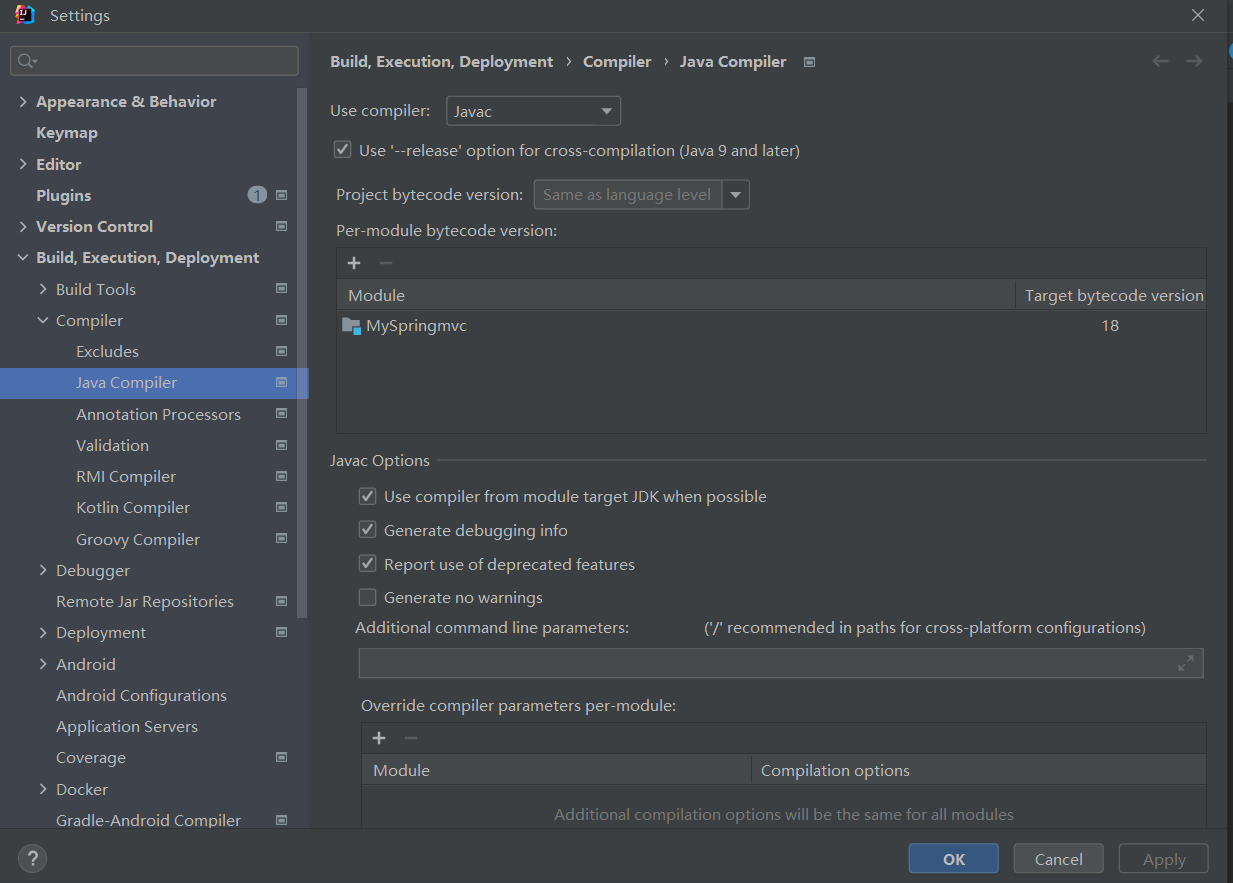 Settings
Appearance & Behavior
Keymap
Editor
Plugins 1
Version Control
Build, Execution, Deployment
Build Tools
Compiler
Excludes
Java Compiler
Annotation Processors
Validation
RMI Compiler
Kotlin Compiler
Groovy Compiler
Debugger
Remote Jar Repositories
Deployment
Android
Android Configurations
Application Servers
Coverage
Docker
Gradle-Android Compiler
?
Build, Execution, Deployment › Compiler › Java Compiler
Use compiler: Javac
Use '--release' option for cross-compilation (Java 9 and later)
Project bytecode version: Same as language level
Per-module bytecode version:
Module Target bytecode version
MySpringmvc 18
Javac Options
Use compiler from module target JDK when possible
Generate debugging info
Report use of deprecated features
Generate no warnings
Additional command line parameters: ('/' recommended in paths for cross-platform configurations)
Override compiler parameters per-module:
Module Compilation options
Additional compilation options will be the same for all modules
OK Cancel Apply